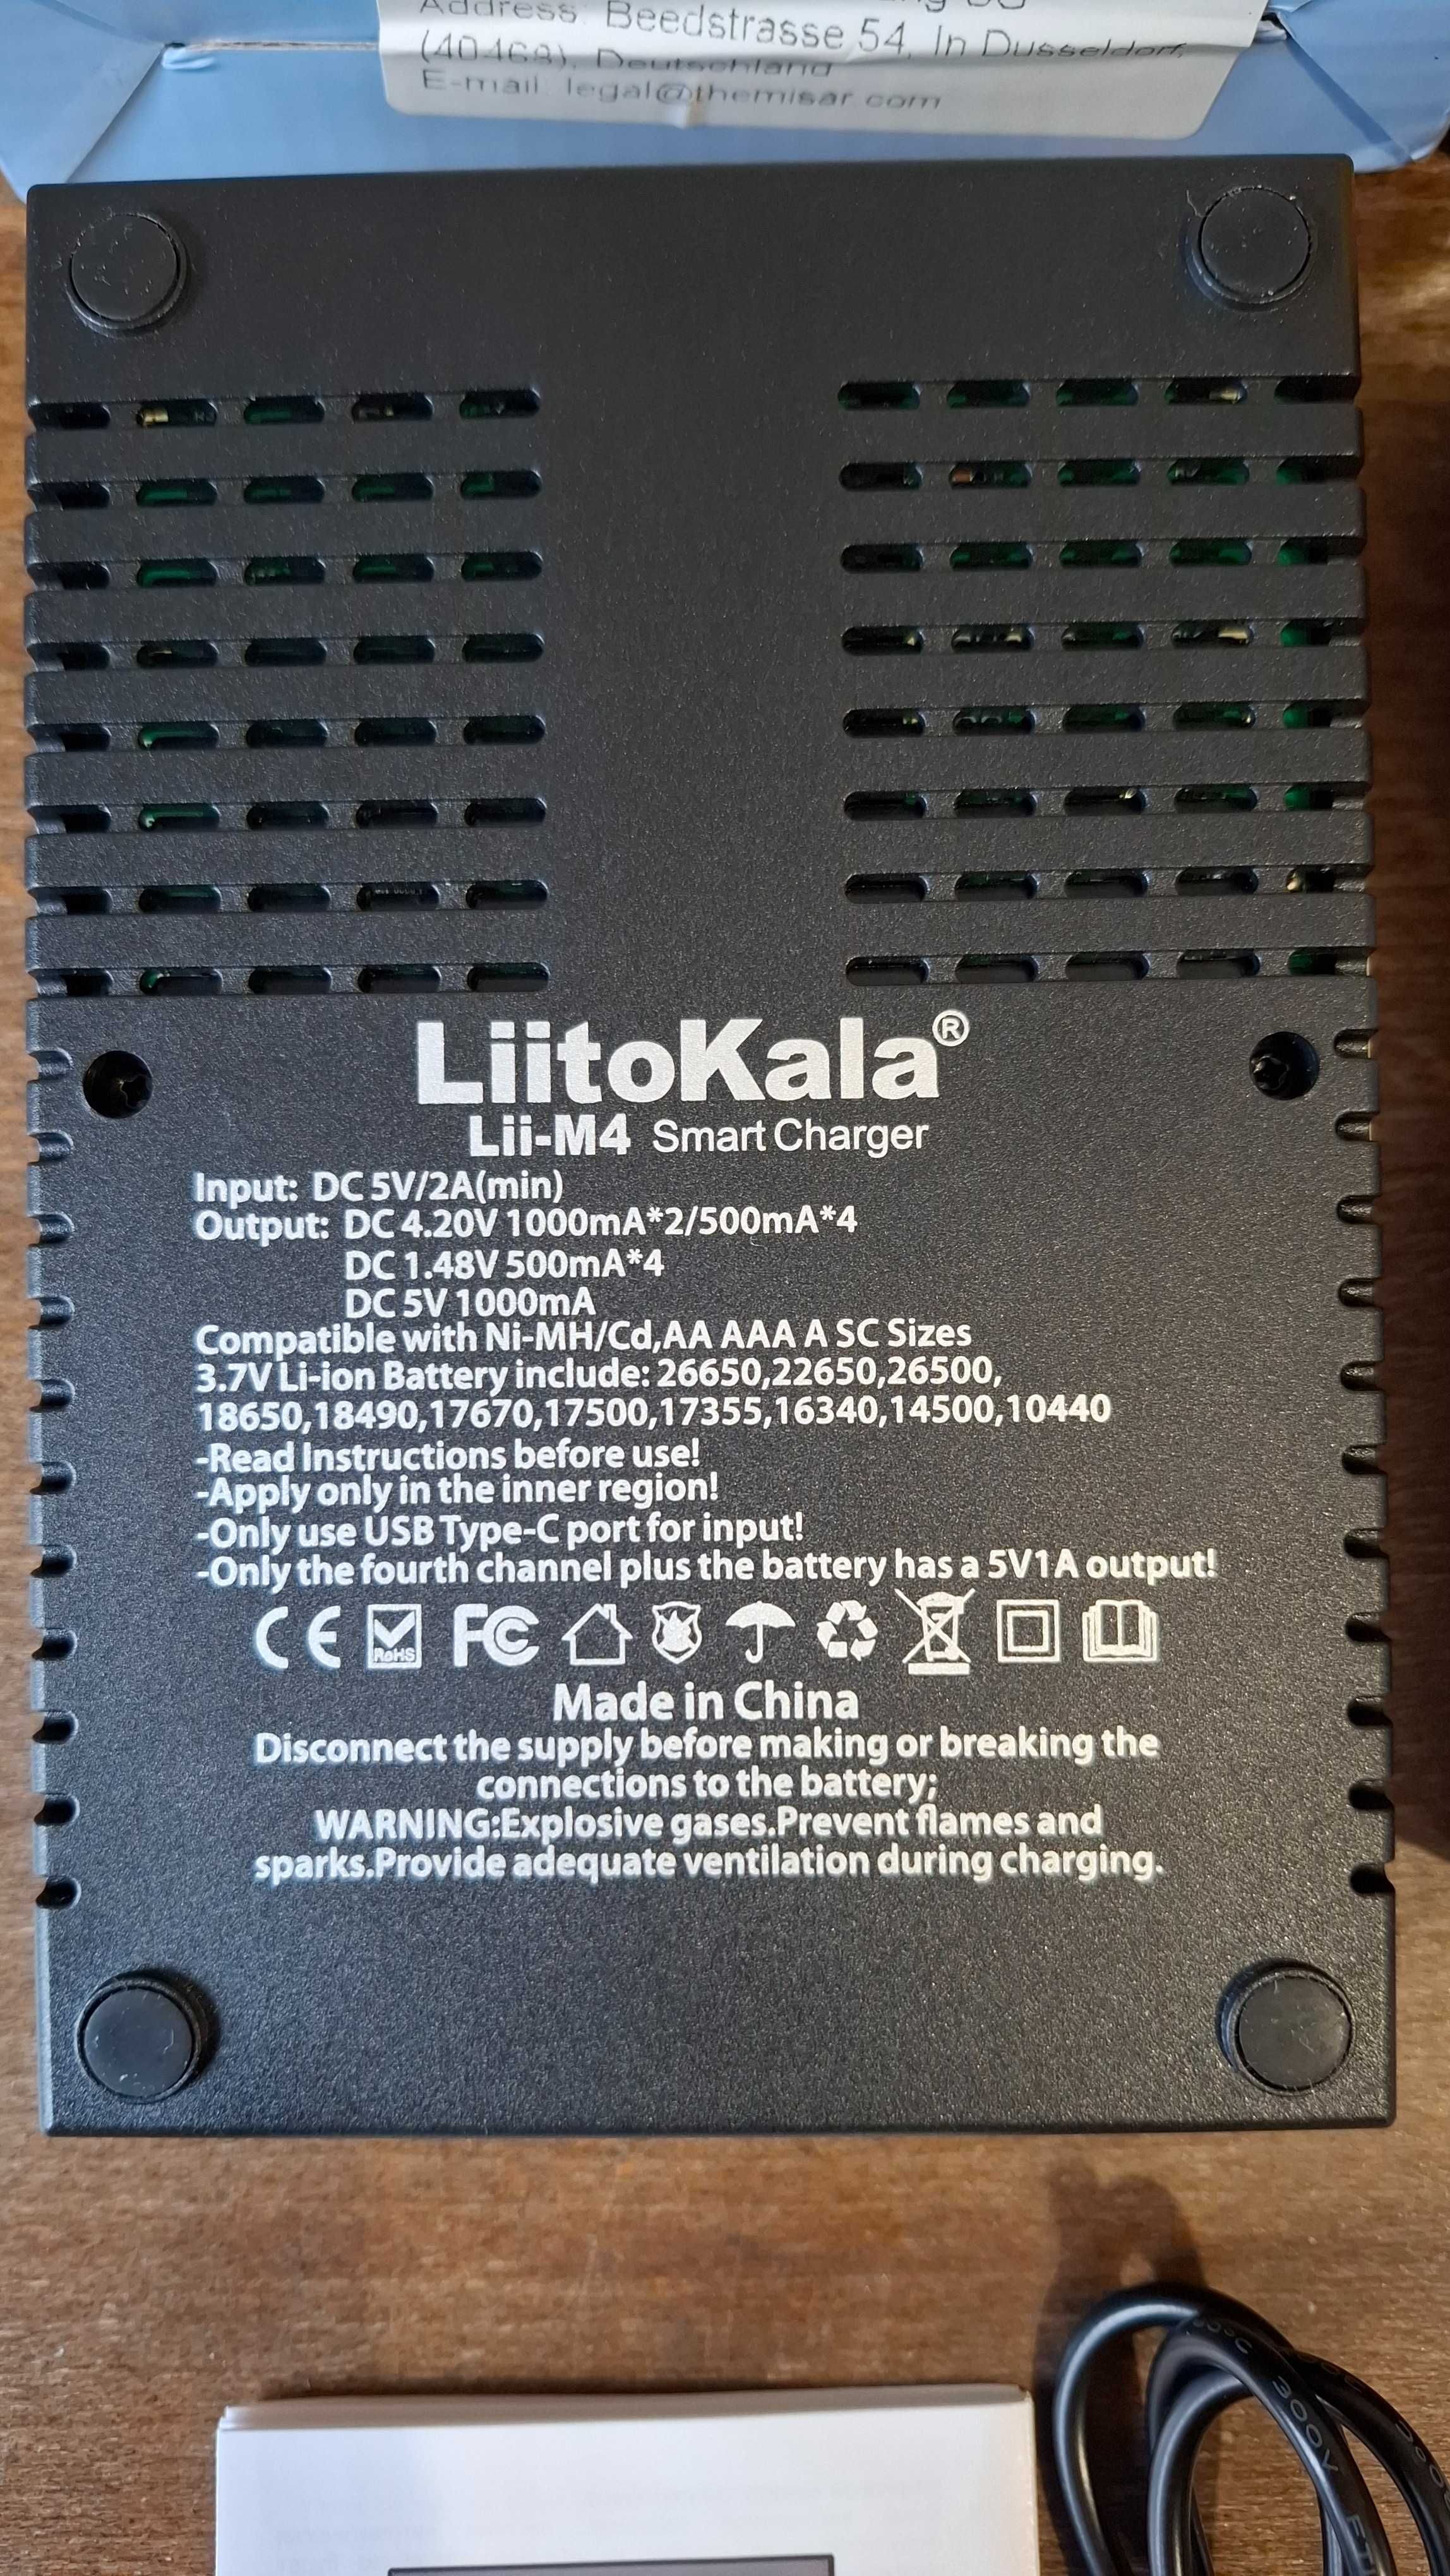 Address: Beedstrasse 54, In Dusseldorf,
(40468), Deutschland
E-mail: legal@themisar.com
LiitoKala®
Lii-M4 Smart Charger
Input: DC 5V/2A(min)
Output: DC 4.20V 1000mA*2/500mA*4
DC 1.48V 500mA*4
DC 5V 1000mA
Compatible with Ni-MH/Cd,AA AAA A SC Sizes
3.7V Li-ion Battery include: 26650,22650,26500,
18650,18490,17670,17500,17355,16340,14500,10440
-Read Instructions before use!
-Apply only in the inner region!
-Only use USB Type-C port for input!
-Only the fourth channel plus the battery has a 5V1A output!
CE RoHS FC
Made in China
Disconnect the supply before making or breaking the
connections to the battery;
WARNING:Explosive gases.Prevent flames and
sparks.Provide adequate ventilation during charging.
300V